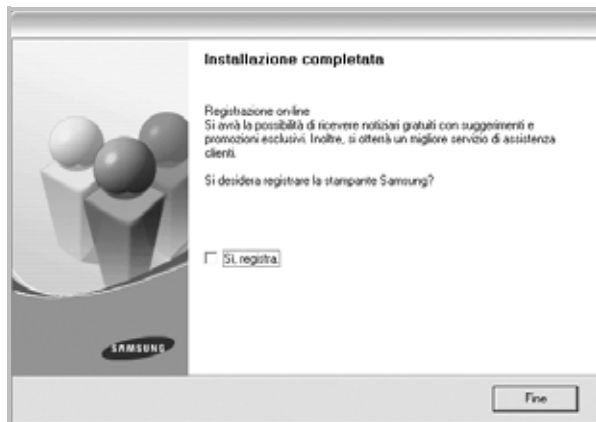 Installazione completata
Registrazione on-line
Si avrà la possibilità di ricevere notiziari gratuiti con suggerimenti e
promozioni esclusivi. Inoltre, si otterrà un migliore servizio di assistenza
clienti.
Si desidera registrare la stampante Samsung?
Sì, registra.
SAMSUNG
Fine